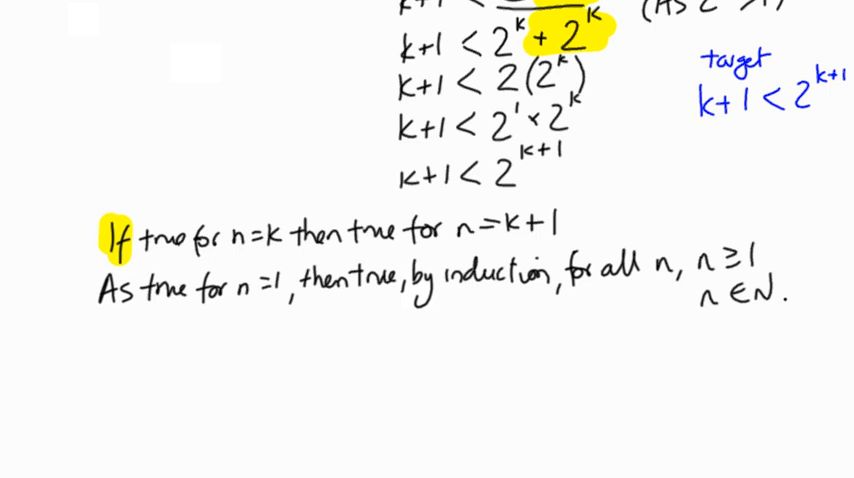 k+1 < 2^k + 2^k
target
k+1 < 2(2^k)
k+1 < 2^{k+1}
k+1 < 2^1 × 2^k
k+1 < 2^{k+1}
If true for n=k then true for n=k+1
As true for n=1, then true, by induction, for all n, n≥1
n∈N.